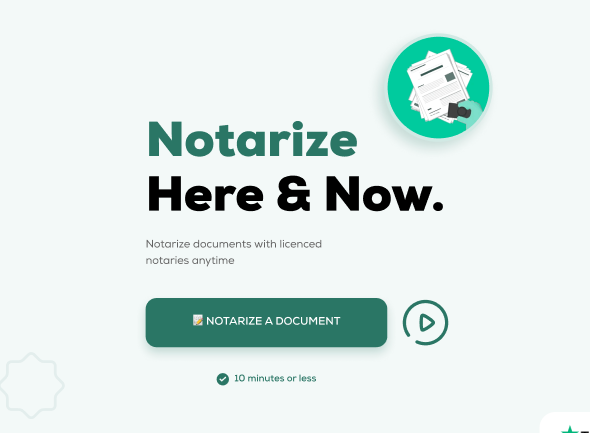 Notarize
Here & Now.
Notarize documents with licenced
notaries anytime
📝 NOTARIZE A DOCUMENT
10 minutes or less